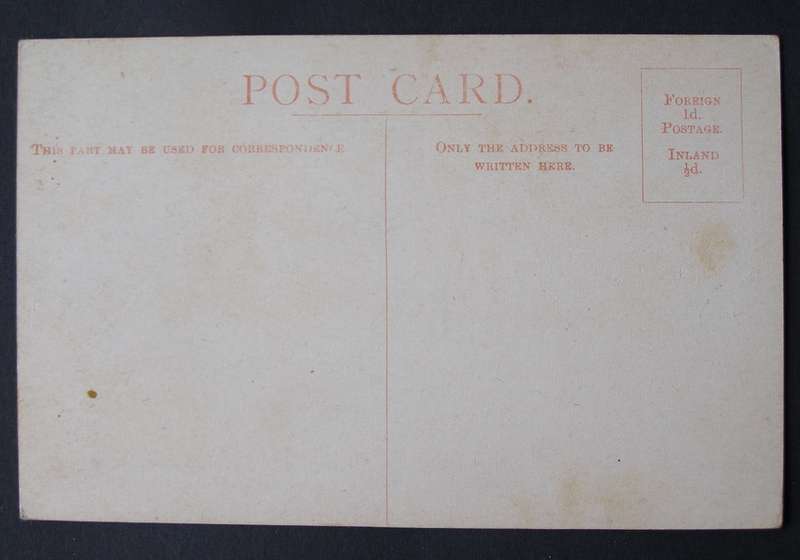 POST CARD.
THIS PART MAY BE USED FOR CORRESPONDENCE.
ONLY THE ADDRESS TO BE
WRITTEN HERE.
FOREIGN
1d.
POSTAGE.
INLAND
½d.